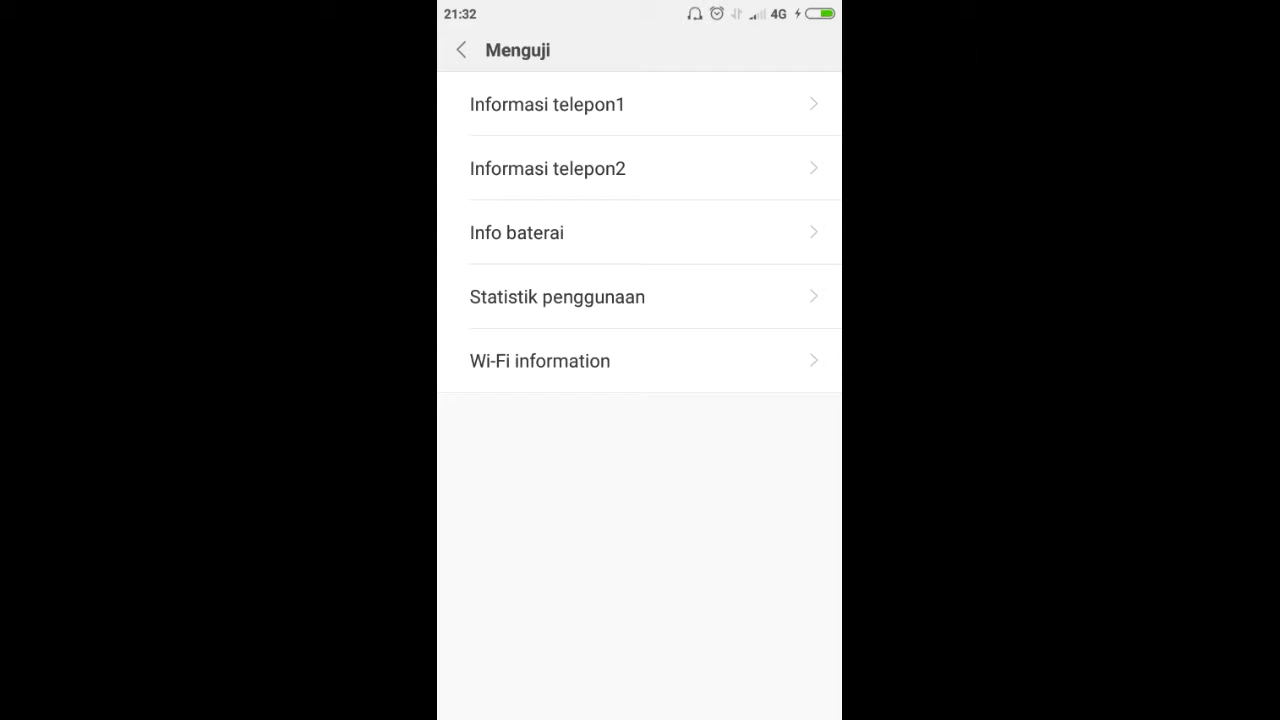 21:32 4G
Menguji
Informasi telepon1
Informasi telepon2
Info baterai
Statistik penggunaan
Wi-Fi information